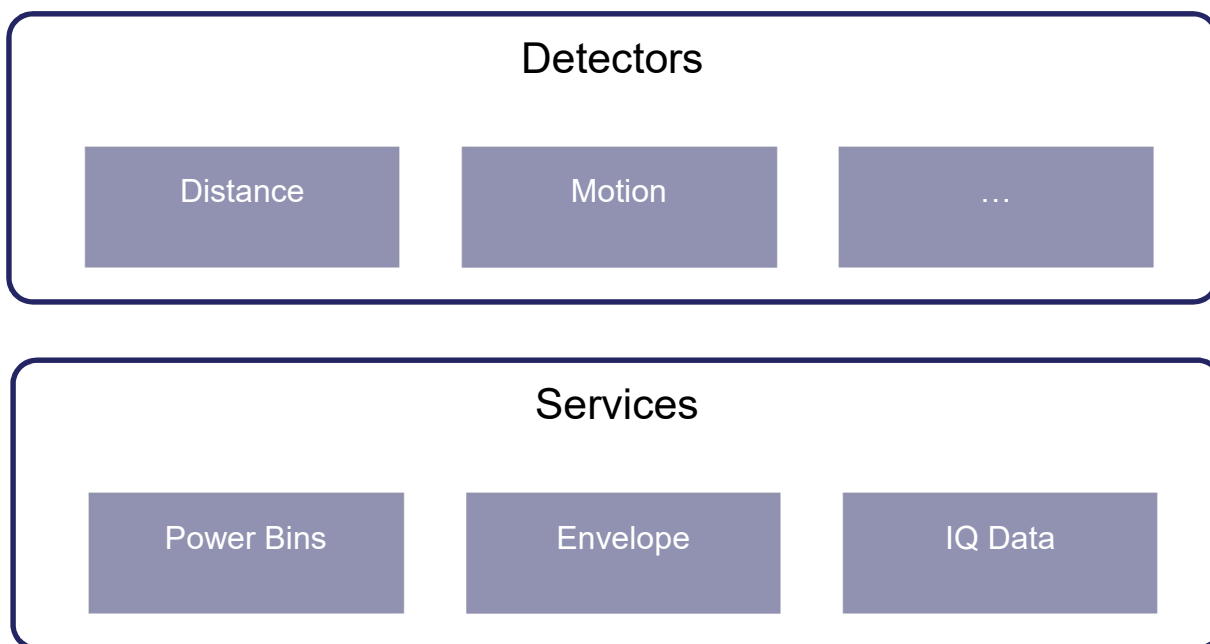 Detectors
Distance
Motion
…
Services
Power Bins
Envelope
IQ Data